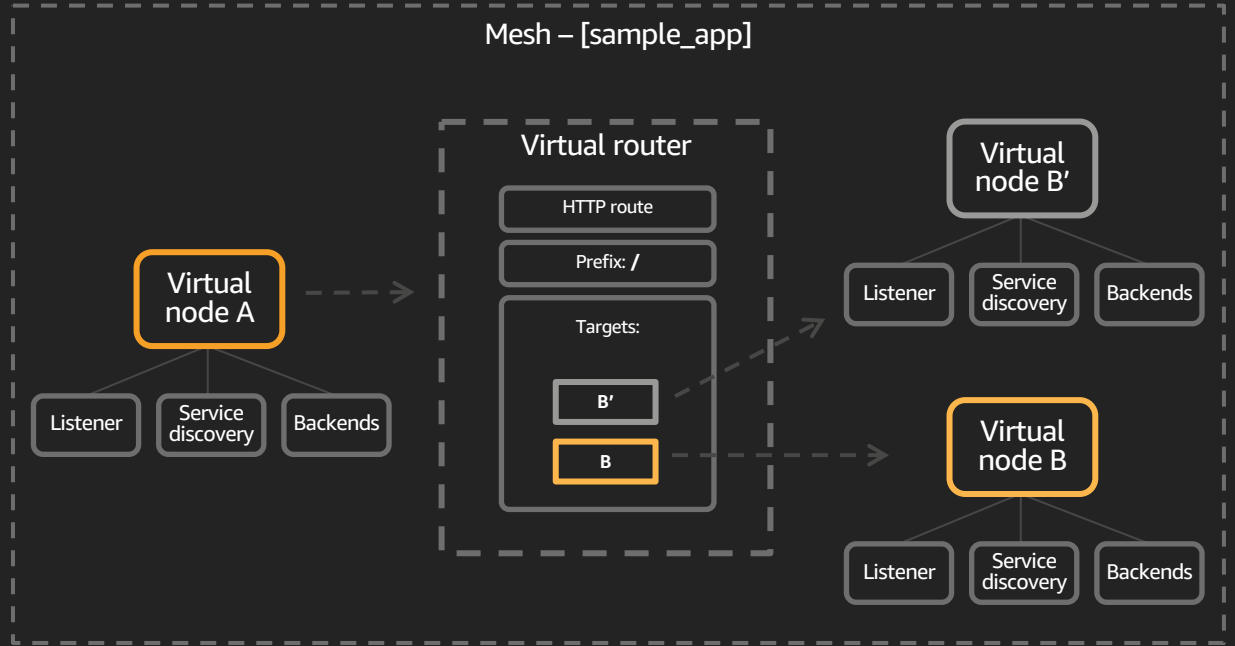 Mesh – [sample_app]
Virtual router
HTTP route
Prefix: /
Targets:
B′
B
Virtual
node A
Listener
Service
discovery
Backends
Virtual
node B′
Listener
Service
discovery
Backends
Virtual
node B
Listener
Service
discovery
Backends